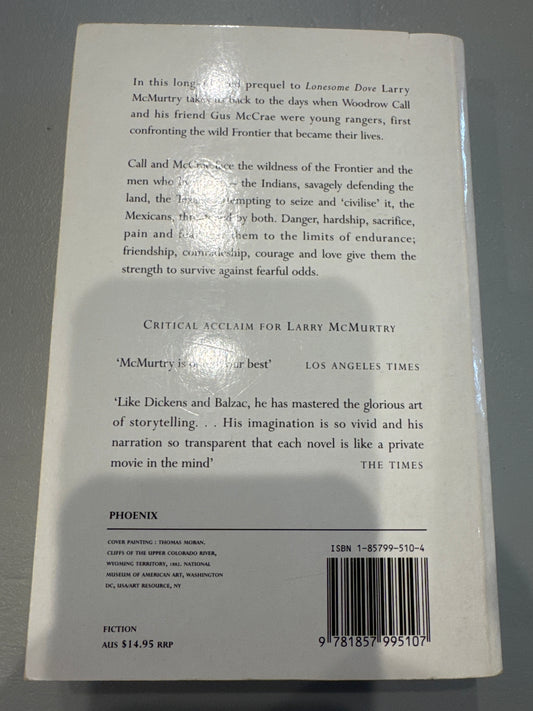 In this long prequel to Lonesome Dove Larry
McMurtry takes back to the days when Woodrow Call
and his friend Gus McCrae were young rangers, first
confronting the wild Frontier that became their lives.
Call and McCrae face the wildness of the Frontier and the
men who – the Indians, savagely defending the
land, the attempting to seize and ‘civilise’ it, the
Mexicans, by both. Danger, hardship, sacrifice,
pain and them to the limits of endurance;
friendship, comradeship, courage and love give them the
strength to survive against fearful odds.
CRITICAL ACCLAIM FOR LARRY MCMURTRY
‘McMurtry is our best’ LOS ANGELES TIMES
‘Like Dickens and Balzac, he has mastered the glorious art
of storytelling. . . His imagination is so vivid and his
narration so transparent that each novel is like a private
movie in the mind’ THE TIMES
PHOENIX
COVER PAINTING : THOMAS MORAN,
CLIFFS OF THE UPPER COLORADO RIVER,
WYOMING TERRITORY, 1882. NATIONAL
MUSEUM OF AMERICAN ART, WASHINGTON
DC, USA/ART RESOURCE, NY
ISBN 1-85799-510-4
9 781857 995107
FICTION
AUS $14.95 RRP